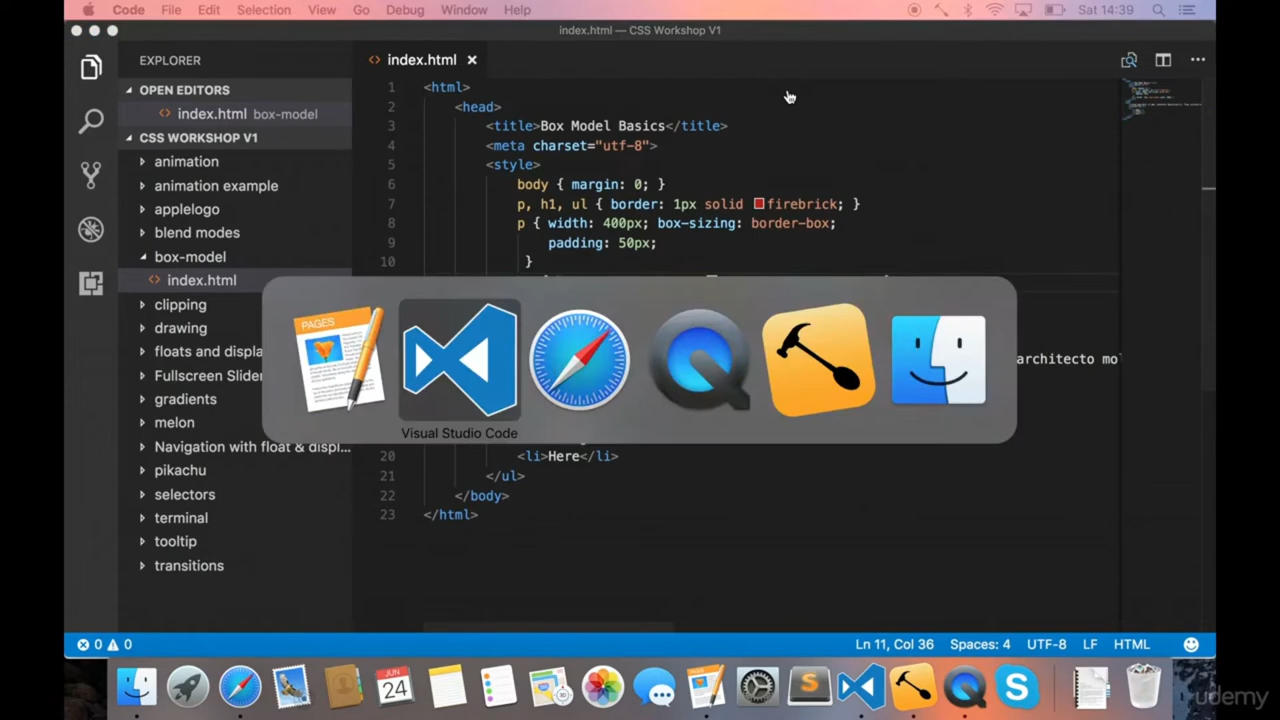 Code File Edit Selection View Go Debug Window Help Sat 14:39
index.html — CSS Workshop V1
EXPLORER
OPEN EDITORS
index.html box-model
CSS WORKSHOP V1
animation
animation example
applelogo
blend modes
box-model
index.html
clipping
drawing
floats and displa
Fullscreen Slider
gradients
melon
Navigation with float & displ...
pikachu
selectors
terminal
tooltip
transitions
index.html
1 <html>
2 <head>
3 <title>Box Model Basics</title>
4 <meta charset="utf-8">
5 <style>
6 body { margin: 0; }
7 p, h1, ul { border: 1px solid firebrick; }
8 p { width: 400px; box-sizing: border-box;
9 padding: 50px;
10 }
architecto mol
PAGES
Visual Studio Code
20 <li>Here</li>
21 </ul>
22 </body>
23 </html>
0 0
Ln 11, Col 36 Spaces: 4 UTF-8 LF HTML
JUN
24
udemy